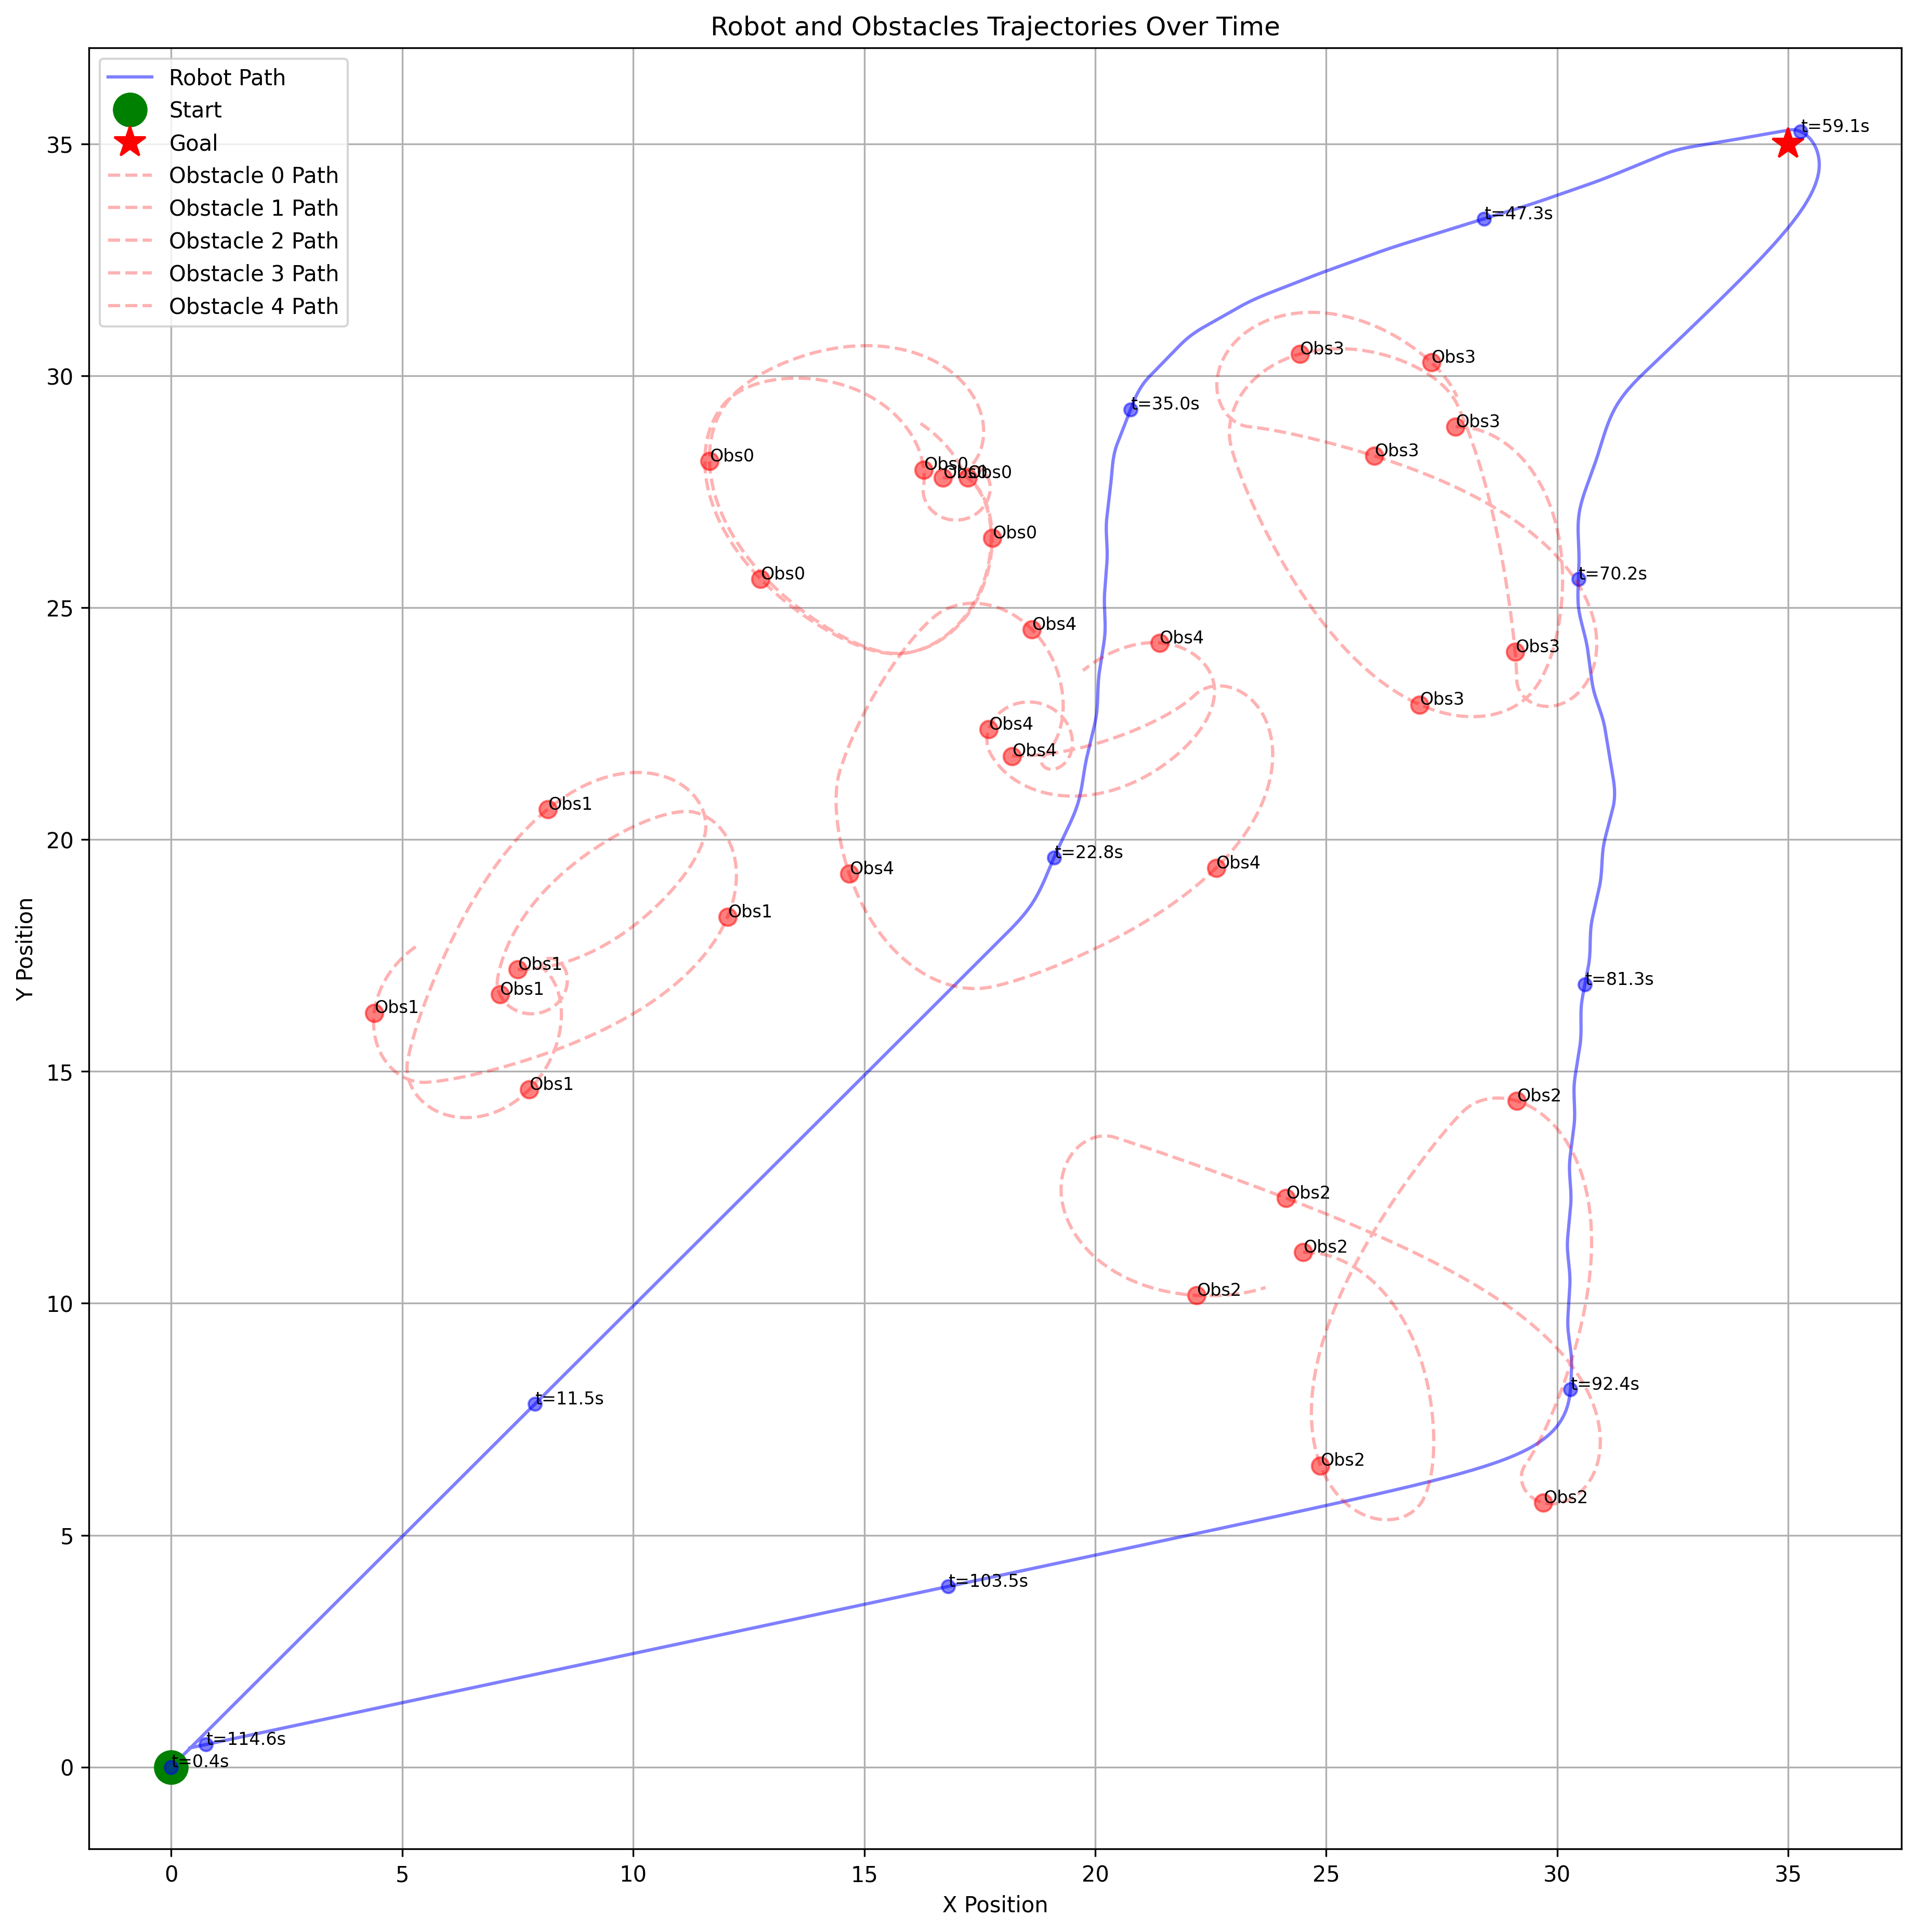 Robot and Obstacles Trajectories Over Time
Robot Path
Start
Goal
Obstacle 0 Path
Obstacle 1 Path
Obstacle 2 Path
Obstacle 3 Path
Obstacle 4 Path
t=59.1s
35
t=47.3s
Obs3
Obs3
30
t=35.0s
Obs3
Obs0
Obs3
Obs0
Obs0
Obs0
Obs0
t=70.2s
Obs0
25
Obs4
Obs4
Obs3
Obs3
Obs4
Obs4
Obs1
20
t=22.8s
Obs4
Obs4
Obs1
Obs1
t=81.3s
Obs1
Obs1
15
Obs1
Obs2
Obs2
Obs2
Obs2
10
t=92.4s
t=11.5s
Obs2
Obs2
5
t=103.5s
t=114.6s
t=0.4s
0
Y Position
0 5 10 15 20 25 30 35
X Position